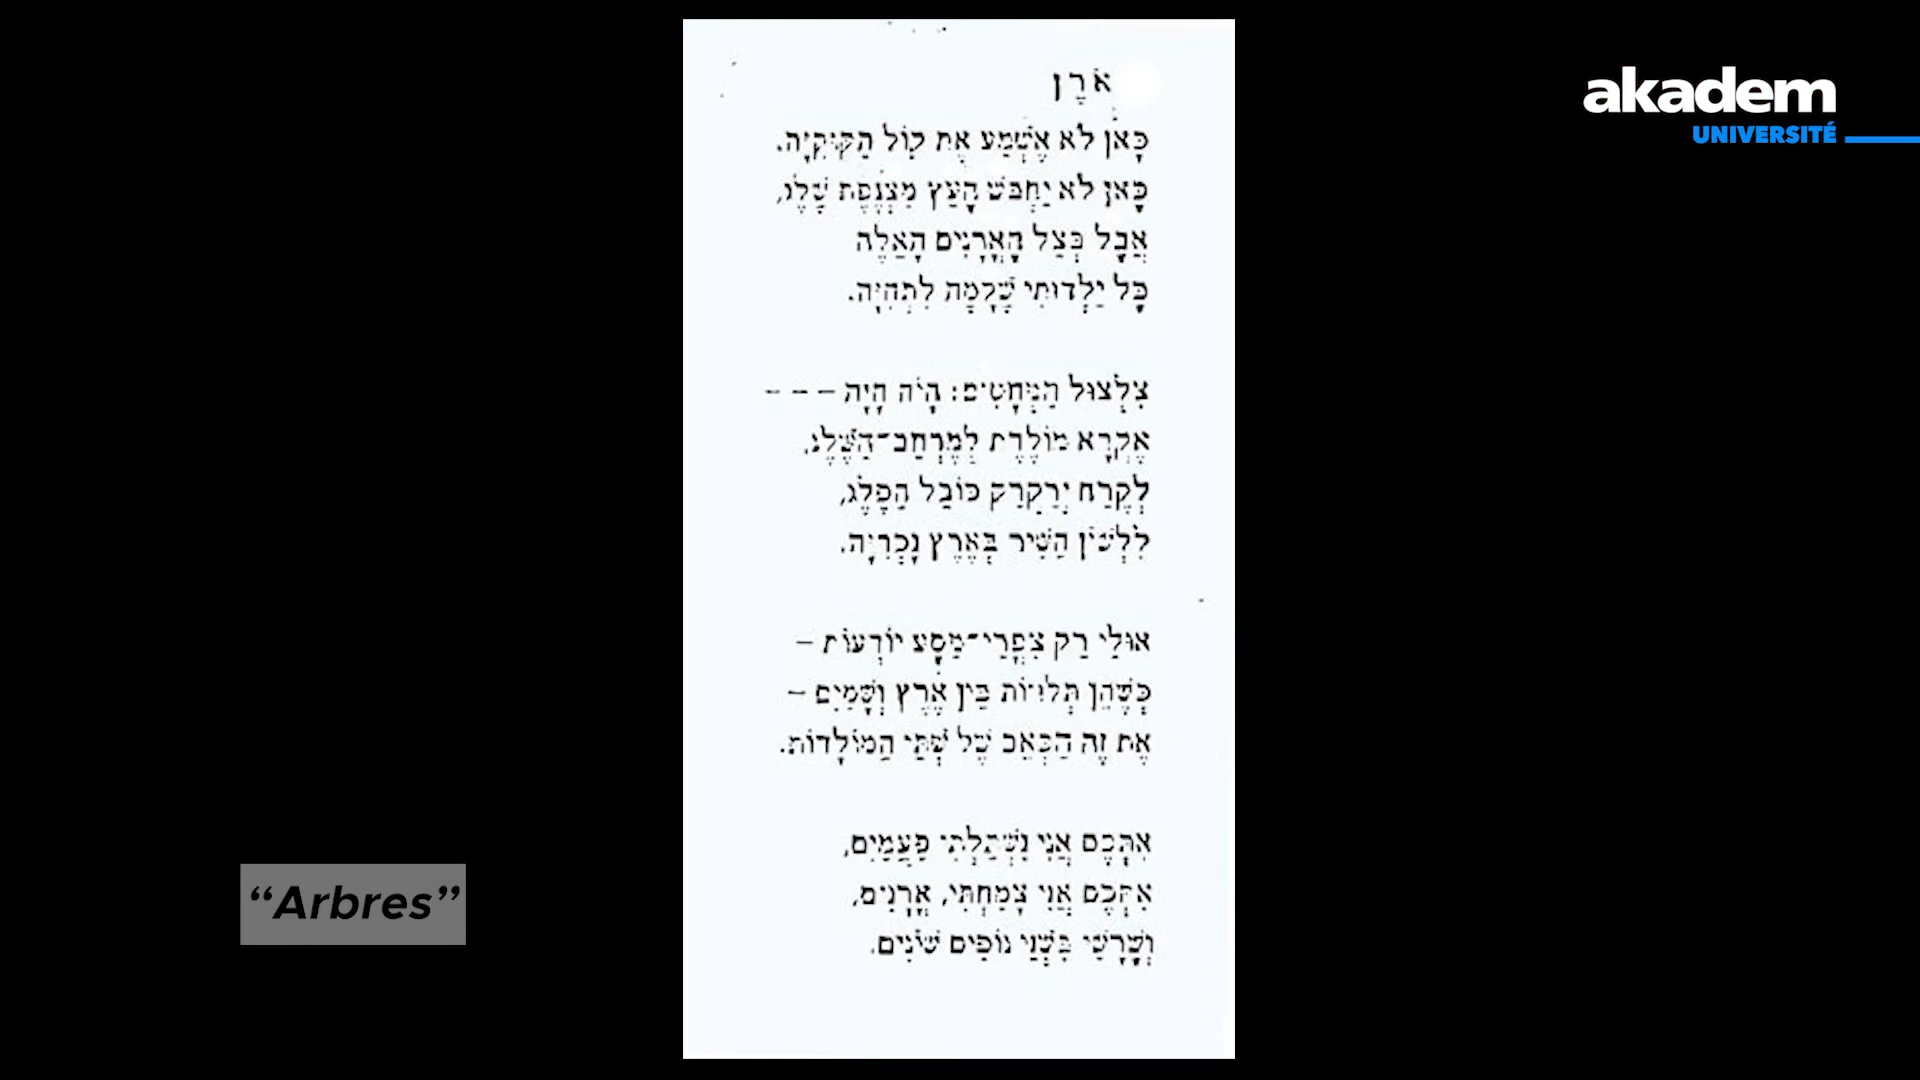 אֹרֶן
כָּאן לֹא אֶשְׁמַע אֶת קוֹל הַקּוּקִיָּה.
כָּאן לֹא יַחְבֹּשׁ הָעֵץ מִצְנֶפֶת שֶׁלֶג,
אֲבָל בְּצֵל הָאֳרָנִים הָאֵלֶּה
כָּל יַלְדוּתִי שֶׁקָּמָה לִתְחִיָּה.
צִלְצוּל הַמְּחָטִים: הָיֹה הָיָה – – –
אֶקְרָא מוֹלֶדֶת לְמֶרְחַב־הַשֶּׁלֶג,
לְקֶרַח יְרַקְרַק כּוֹבֵל הַפֶּלֶג,
לִלְשׁוֹן הַשִּׁיר בְּאֶרֶץ נָכְרִיָּה.
אוּלַי רַק צִפֳּרֵי־מַסָּע יוֹדְעוֹת –
כְּשֶׁהֵן תְּלוּיוֹת בֵּין אֶרֶץ וְשָׁמַיִם –
אֶת זֶה הַכְּאֵב שֶׁל שְׁתֵּי הַמּוֹלָדוֹת.
אִתְּכֶם אֲנִי נִשְׁתַּלְתִּי פַּעֲמַיִם,
אִתְּכֶם אֲנִי צָמַחְתִּי, אֳרָנִים,
וְשָׁרָשַׁי בִּשְׁנֵי נוֹפִים שׁוֹנִים.
akadem
UNIVERSITÉ
“Arbres”